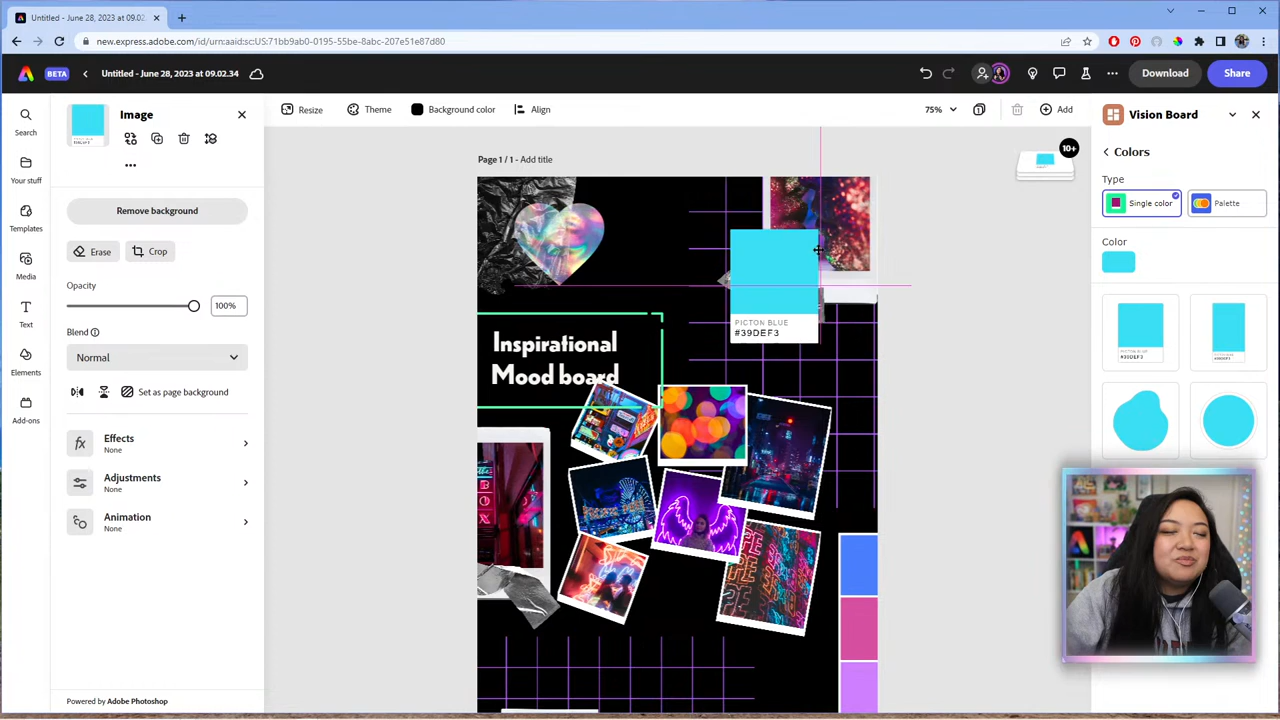 Untitled - June 28, 2023 at 09.02.
new.express.adobe.com/id/urn:aaid:sc:US:71bb9ab0-0195-55be-8abc-207e51e87d80
BETA
Untitled - June 28, 2023 at 09.02.34
Download
Share
Search
Your stuff
Templates
Media
Text
Elements
Add-ons
Image
Remove background
Erase
Crop
Opacity
100%
Blend
Normal
Set as page background
Effects
None
Adjustments
None
Animation
None
Powered by Adobe Photoshop
Resize
Theme
Background color
Align
75%
Add
Page 1 / 1 - Add title
10+
PICTON BLUE
#39DEF3
Inspirational
Mood board
Vision Board
Colors
Type
Single color
Palette
Color
#39DEF3
#39DEF3